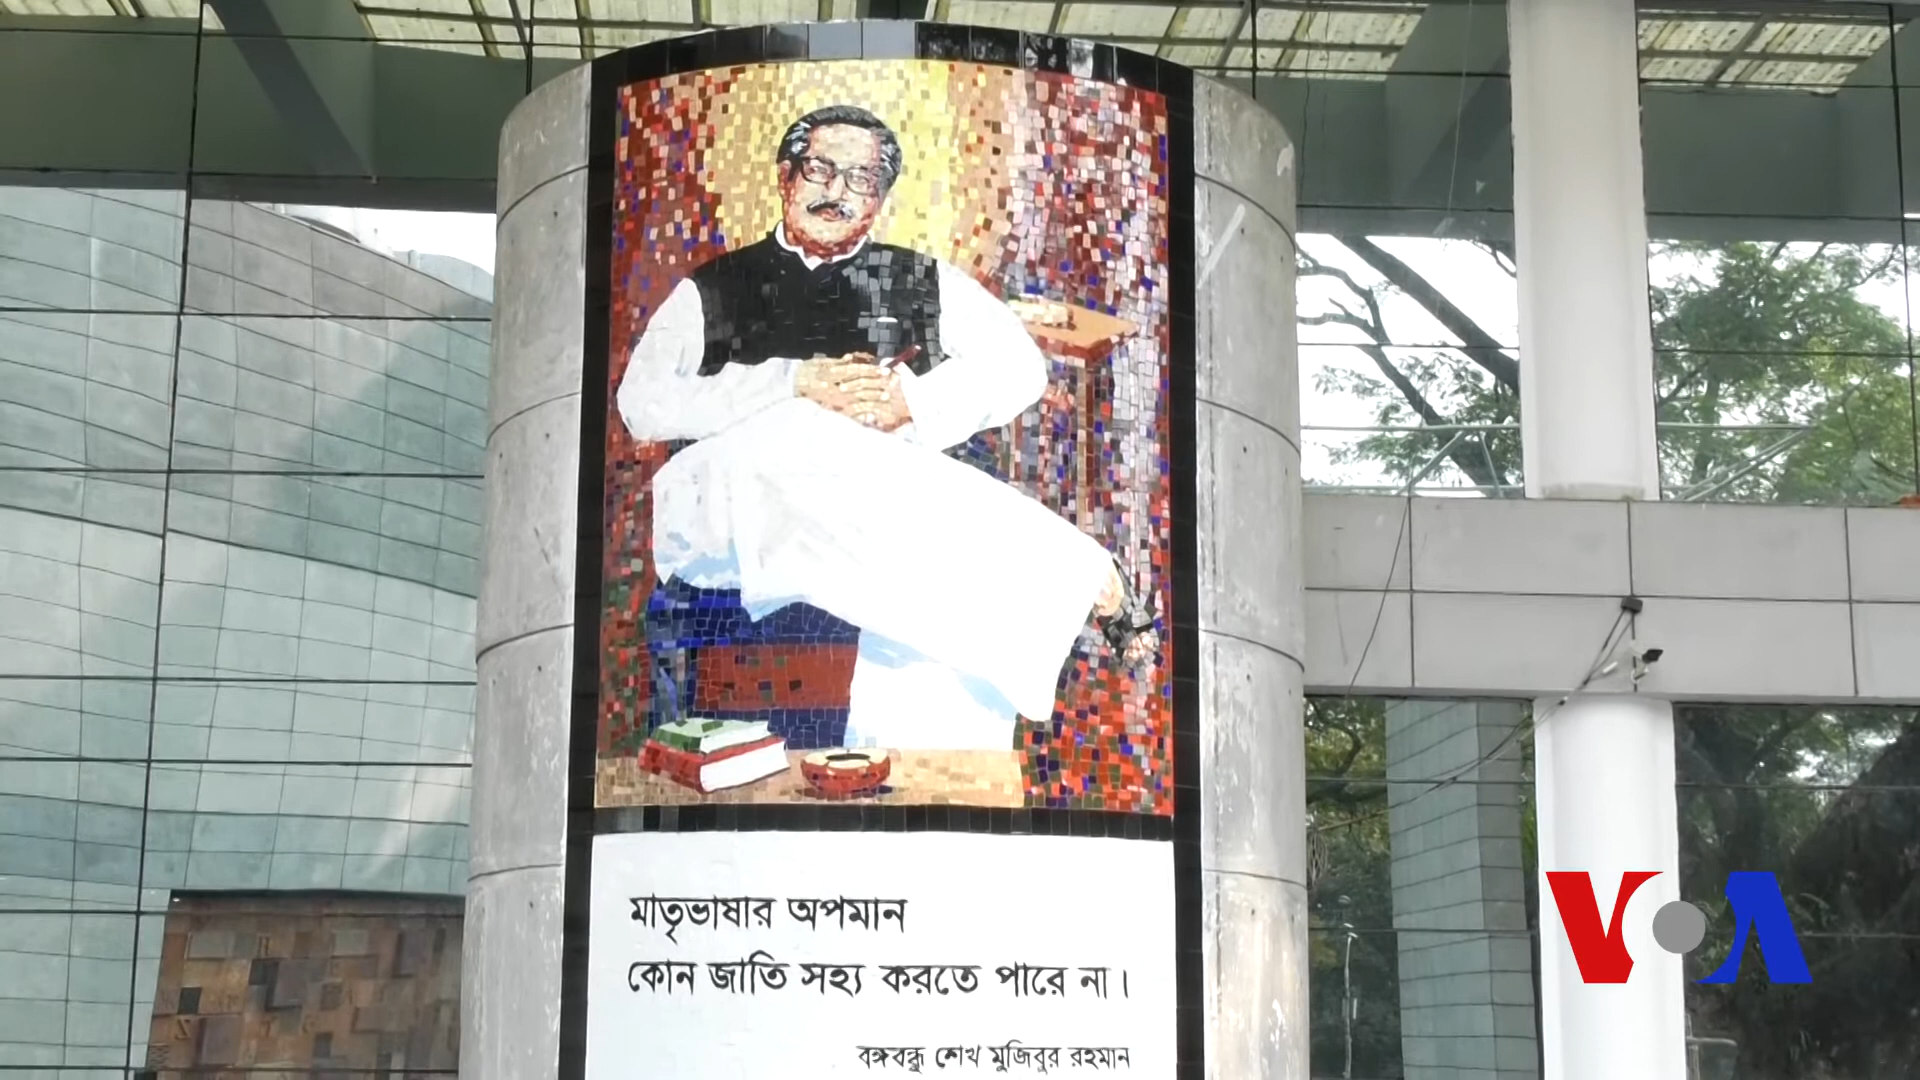 মাতৃভাষার অপমান
কোন জাতি সহ্য করতে পারে না।
বঙ্গবন্ধু শেখ মুজিবুর রহমান
VOA